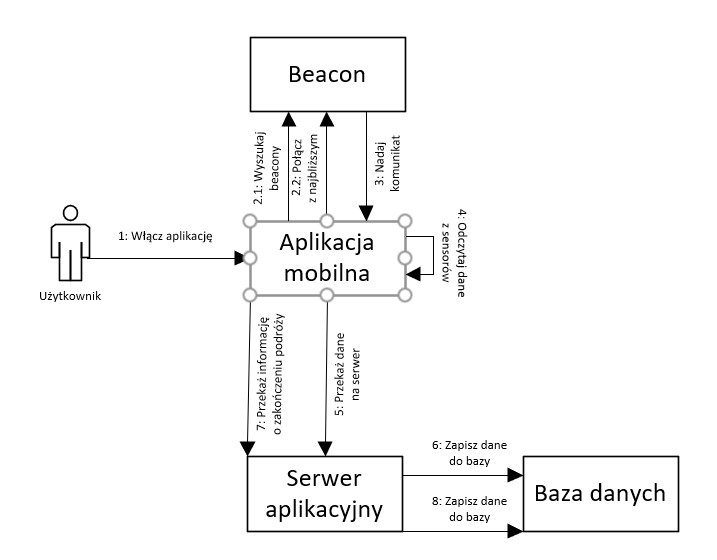 Beacon
2.1: Wyszukaj
beacony
2.2: Połącz
z najbliższym
3: Nadaj
komunikat
1: Włącz aplikację
Użytkownik
Aplikacja
mobilna
4: Odczytaj dane
z sensorów
7: Przekaż informację
o zakończeniu podróży
5: Przekaż dane
na serwer
Serwer
aplikacyjny
6: Zapisz dane
do bazy
8: Zapisz dane
do bazy
Baza danych